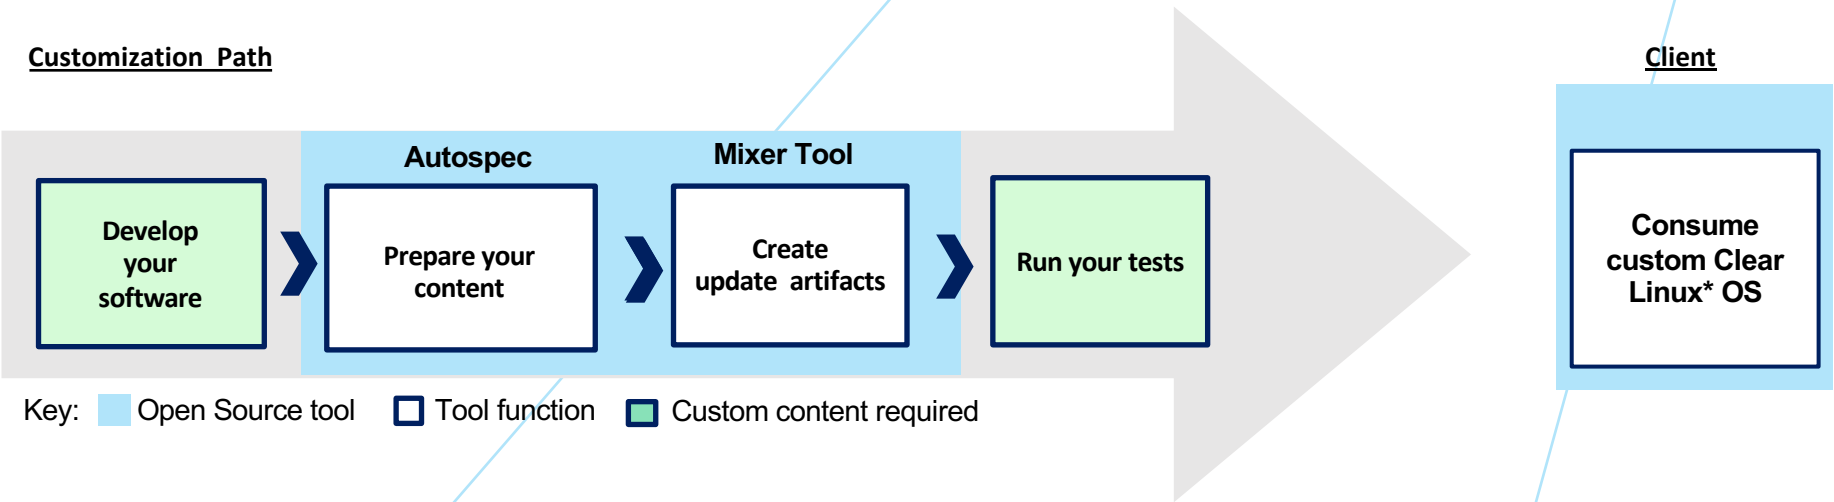 Customization Path
Client
Autospec
Mixer Tool
Develop
your
software
Prepare your
content
Create
update artifacts
Run your tests
Consume
custom Clear
Linux* OS
Key: Open Source tool Tool function Custom content required